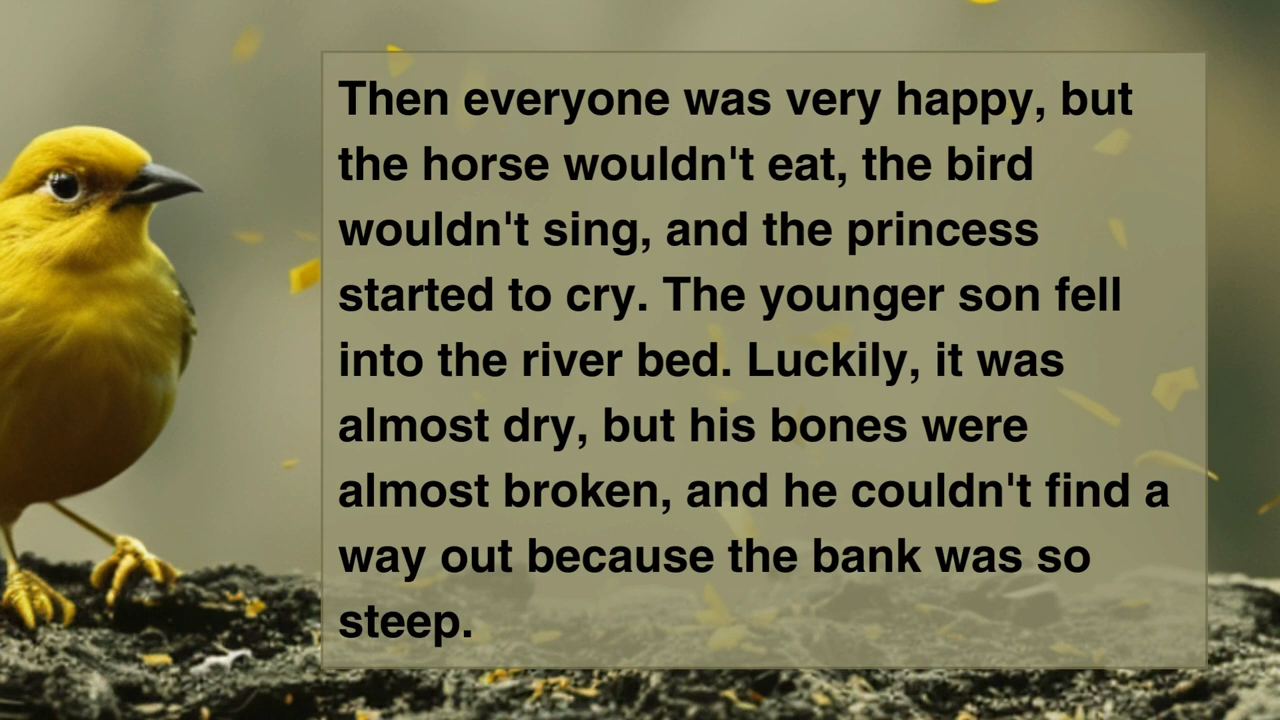 Then everyone was very happy, but
the horse wouldn't eat, the bird
wouldn't sing, and the princess
started to cry. The younger son fell
into the river bed. Luckily, it was
almost dry, but his bones were
almost broken, and he couldn't find a
way out because the bank was so
steep.